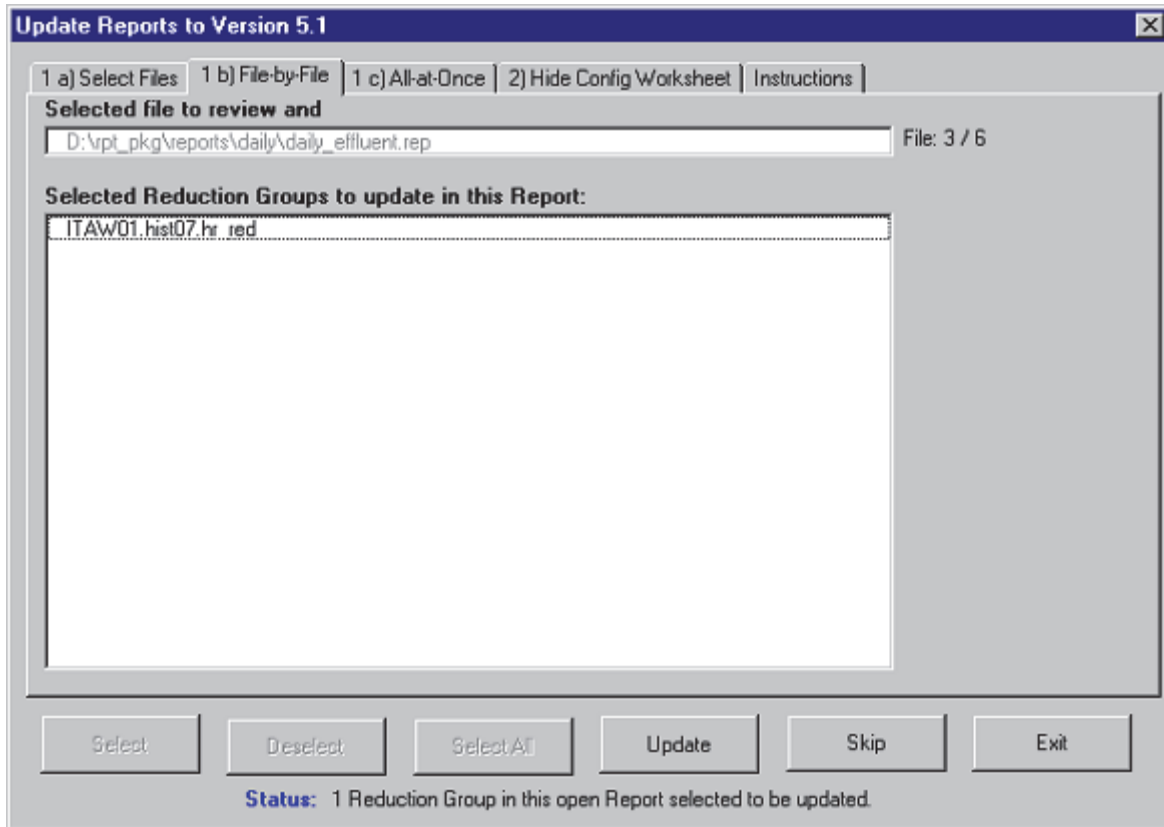 Update Reports to Version 5.1
1 a) Select Files 1 b) File-by-File 1 c) All-at-Once 2) Hide Config Worksheet Instructions
Selected file to review and
D:\rpt_pkg\reports\daily\daily_effluent.rep File: 3 / 6
Selected Reduction Groups to update in this Report:
ITAW01.hist07.hr_red
Select Deselect Select All Update Skip Exit
Status: 1 Reduction Group in this open Report selected to be updated.